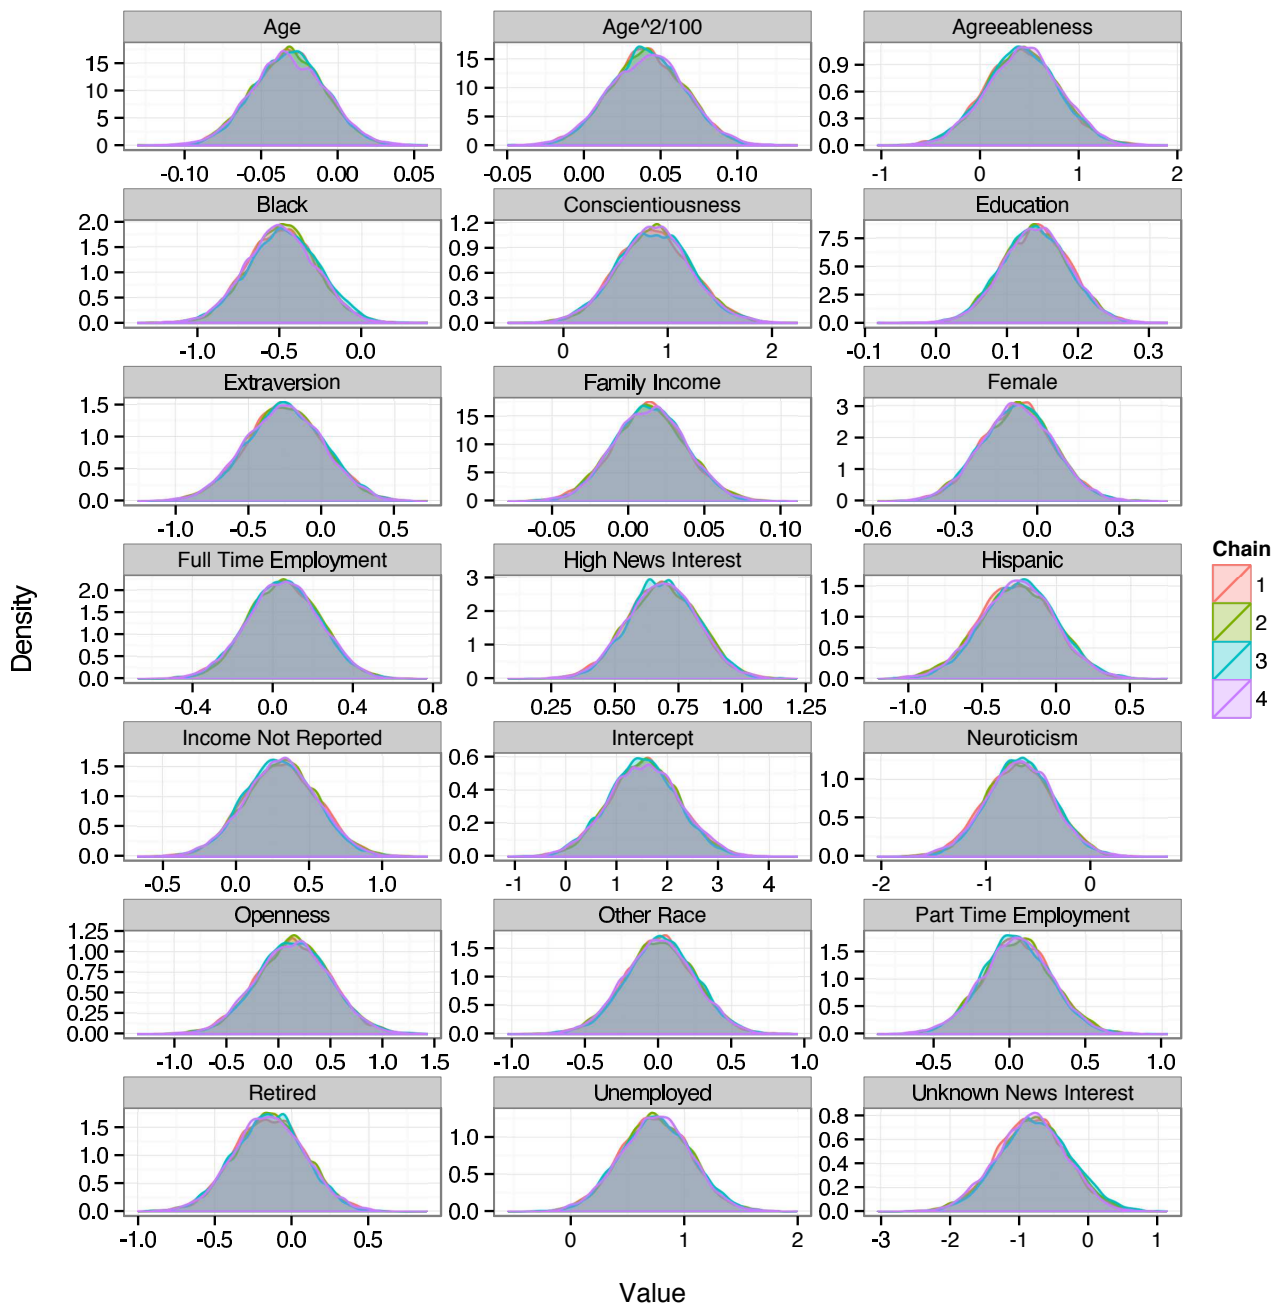 Age Age^2/100 Agreeableness
15 15 0.9
10 10 0.6
5 5 0.3
0 0 0.0
-0.10 -0.05 0.00 0.05 -0.05 0.00 0.05 0.10 -1 0 1 2
Black Conscientiousness Education
2.0 1.2 7.5
1.5 0.9 5.0
1.0 0.6 2.5
0.5 0.3 0.0
0.0 0.0
-1.0 -0.5 0.0 0 1 2 -0.1 0.0 0.1 0.2 0.3
Extraversion Family Income Female
1.5 15 3
1.0 10 2
0.5 5 1
0.0 0 0
-1.0 -0.5 0.0 0.5 -0.05 0.00 0.05 0.10 -0.6 -0.3 0.0 0.3
Full Time Employment High News Interest Hispanic
2.0 3 1.5
1.5 2 1.0
1.0 1 0.5
0.5 0 0.0
0.0
-0.4 0.0 0.4 0.8 0.25 0.50 0.75 1.00 1.25 -1.0 -0.5 0.0 0.5
Income Not Reported Intercept Neuroticism
1.5 0.6 1.0
1.0 0.4 0.5
0.5 0.2 0.0
0.0 0.0
-0.5 0.0 0.5 1.0 -1 0 1 2 3 4 -2 -1 0
Openness Other Race Part Time Employment
1.25 1.5 1.5
1.00 1.0 1.0
0.75 0.5 0.5
0.50 0.0 0.0
0.25
0.00
-1.0 -0.5 0.0 0.5 1.0 1.5 -1.0 -0.5 0.0 0.5 1.0 -0.5 0.0 0.5 1.0
Retired Unemployed Unknown News Interest
1.5 1.0 0.8
1.0 0.5 0.6
0.5 0.0 0.4
0.0 0.2
0.0
-1.0 -0.5 0.0 0.5 0 1 2 -3 -2 -1 0 1
Density
Value
Chain
1
2
3
4